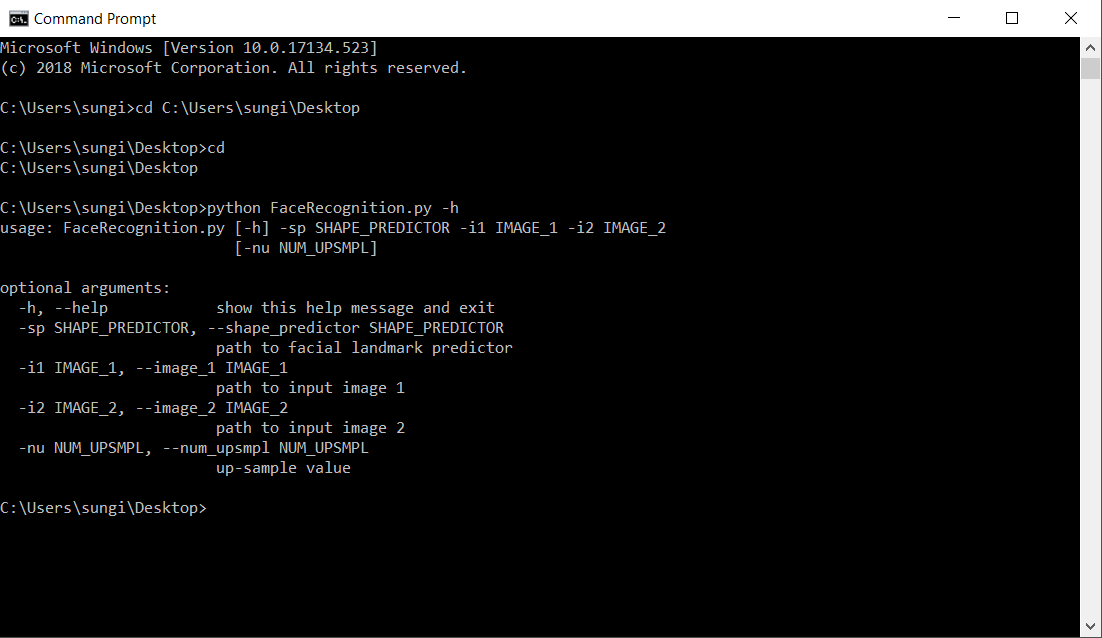 Command Prompt
Microsoft Windows [Version 10.0.17134.523]
(c) 2018 Microsoft Corporation. All rights reserved.
C:\Users\sungi>cd C:\Users\sungi\Desktop
C:\Users\sungi\Desktop>cd
C:\Users\sungi\Desktop
C:\Users\sungi\Desktop>python FaceRecognition.py -h
usage: FaceRecognition.py [-h] -sp SHAPE_PREDICTOR -i1 IMAGE_1 -i2 IMAGE_2
                          [-nu NUM_UPSMPL]
optional arguments:
  -h, --help            show this help message and exit
  -sp SHAPE_PREDICTOR, --shape_predictor SHAPE_PREDICTOR
                        path to facial landmark predictor
  -i1 IMAGE_1, --image_1 IMAGE_1
                        path to input image 1
  -i2 IMAGE_2, --image_2 IMAGE_2
                        path to input image 2
  -nu NUM_UPSMPL, --num_upsmpl NUM_UPSMPL
                        up-sample value
C:\Users\sungi\Desktop>